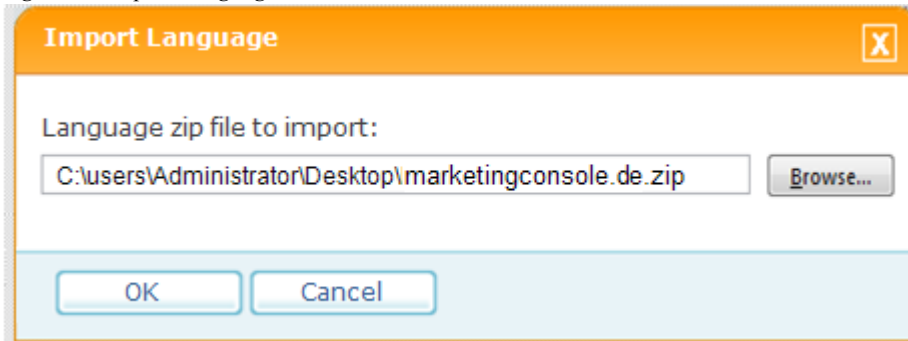 Import Language
X
Language zip file to import:
C:\users\Administrator\Desktop\marketingconsole.de.zip
Browse...
OK
Cancel